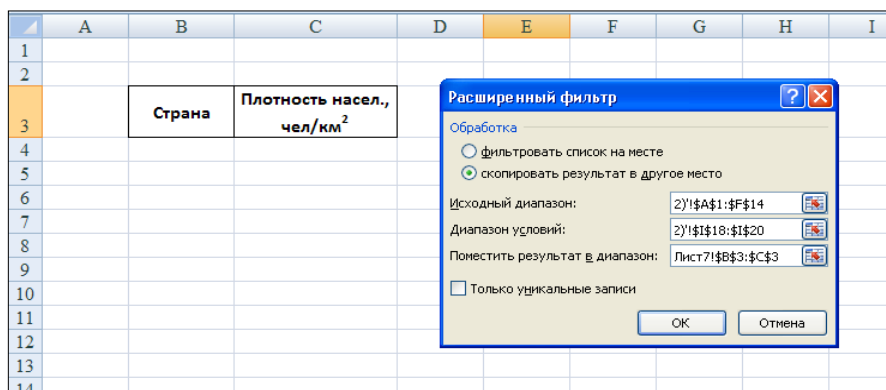 A B C D E F G H I
1
2
3
Страна
Плотность насел.,
чел/км²
4
5
6
7
8
9
10
11
12
13
14
Расширенный фильтр
Обработка
фильтровать список на месте
скопировать результат в другое место
Исходный диапазон: 2)'!$A$1:$F$14
Диапазон условий: 2)'!$I$18:$I$20
Поместить результат в диапазон: Лист7!$B$3:$C$3
Только уникальные записи
ОК Отмена